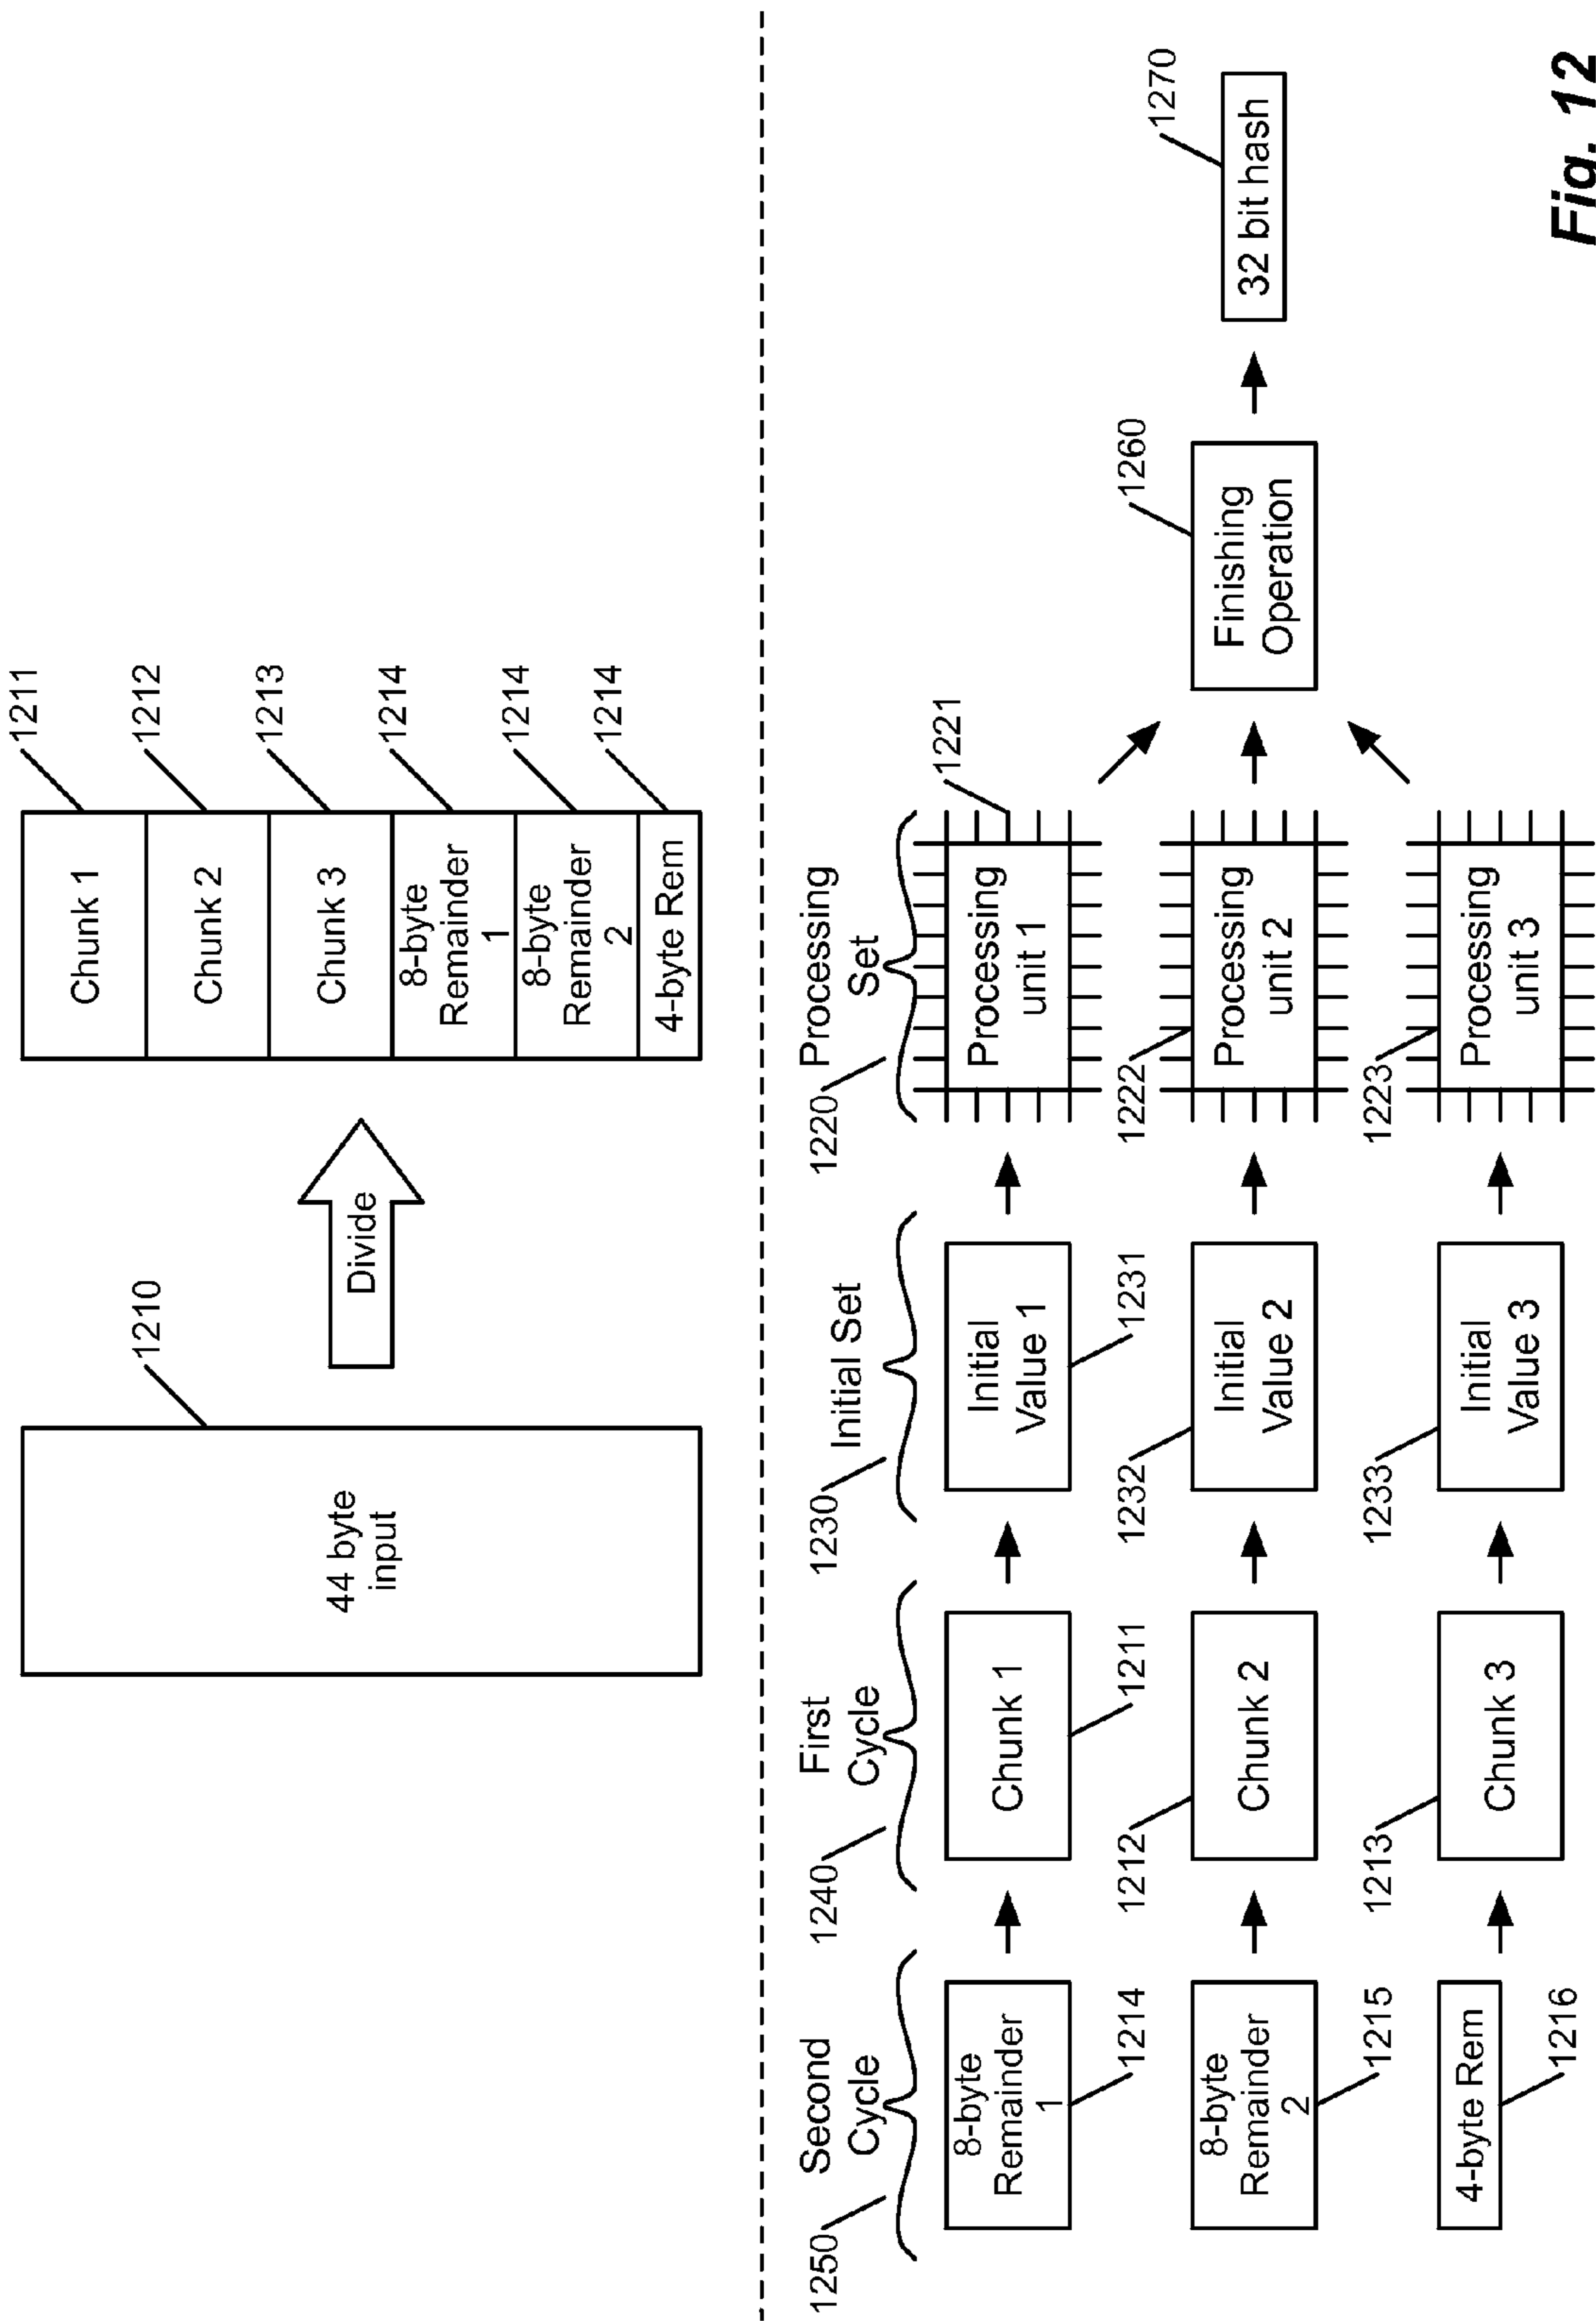 1210
44 byte
input
Divide
1211
1212
1213
1214
1214
1214
Chunk 1
Chunk 2
Chunk 3
8-byte
Remainder
1
8-byte
Remainder
2
4-byte Rem
1250
Second
Cycle
1240
First
Cycle
1230
Initial Set
1220
Processing
Set
8-byte
Remainder
1
1214
Chunk 1
1211
Initial
Value 1
1231
Processing
unit 1
1221
8-byte
Remainder
2
1215
1212
Chunk 2
1232
Initial
Value 2
1222
Processing
unit 2
1260
Finishing
Operation
1270
32 bit hash
4-byte Rem
1216
1213
Chunk 3
1233
Initial
Value 3
1223
Processing
unit 3
Fig. 12